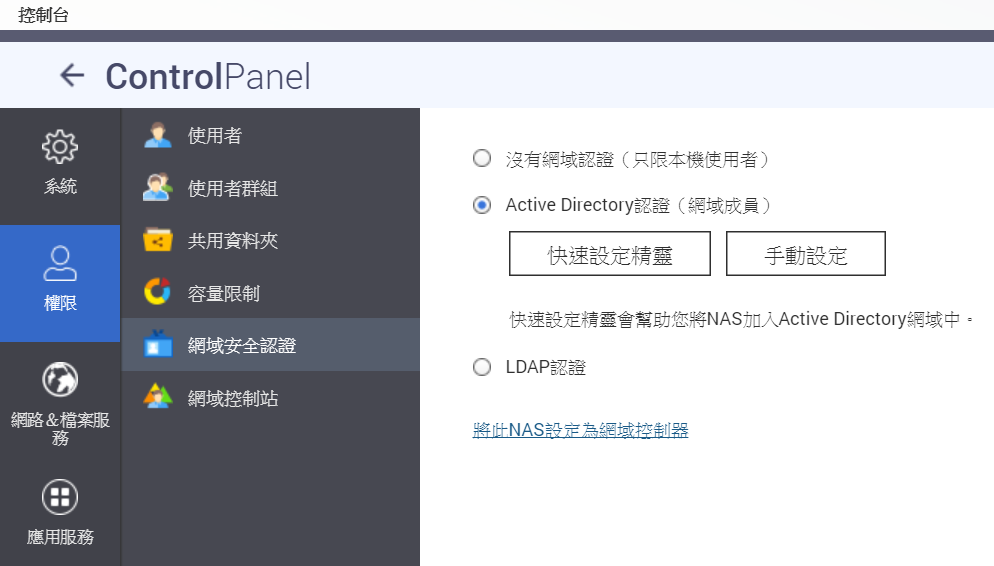 控制台
ControlPanel
系統
權限
網路&檔案服
務
應用服務
使用者
使用者群組
共用資料夾
容量限制
網域安全認證
網域控制站
沒有網域認證（只限本機使用者）
Active Directory認證（網域成員）
快速設定精靈
手動設定
快速設定精靈會幫助您將NAS加入Active Directory網域中。
LDAP認證
將此NAS設定為網域控制器